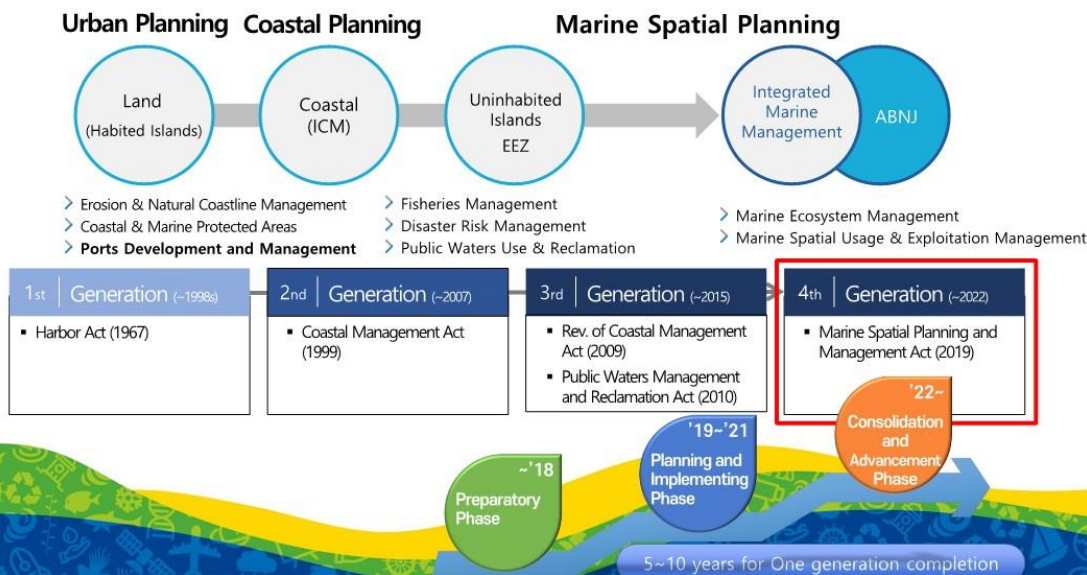 Urban Planning
Coastal Planning
Marine Spatial Planning
Land
(Habited Islands)
Coastal
(ICM)
Uninhabited
Islands
EEZ
Integrated
Marine
Management
ABNJ
Erosion & Natural Coastline Management
Coastal & Marine Protected Areas
Ports Development and Management
Fisheries Management
Disaster Risk Management
Public Waters Use & Reclamation
Marine Ecosystem Management
Marine Spatial Usage & Exploitation Management
1st Generation (~1998s)
▪ Harbor Act (1967)
2nd Generation (~2007)
▪ Coastal Management Act
(1999)
3rd Generation (~2015)
▪ Rev. of Coastal Management
Act (2009)
▪ Public Waters Management
and Reclamation Act (2010)
4th Generation (~2022)
▪ Marine Spatial Planning and
Management Act (2019)
~'18
Preparatory
Phase
'19~'21
Planning and
Implementing
Phase
'22~
Consolidation
and
Advancement
Phase
5~10 years for One generation completion